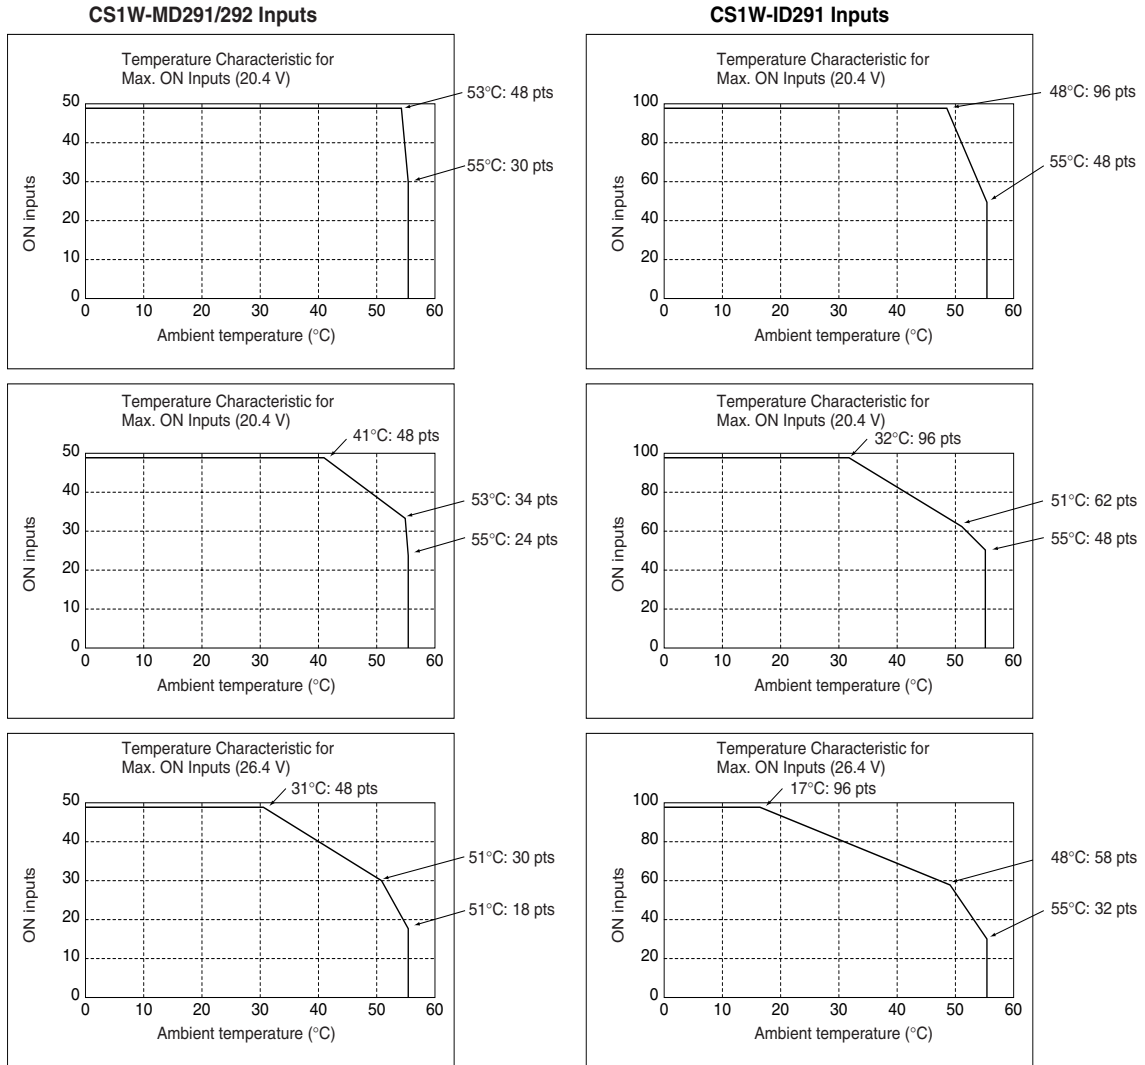 CS1W-MD291/292 Inputs
Temperature Characteristic for
Max. ON Inputs (20.4 V)
50
40
30
20
10
0
ON inputs
0 10 20 30 40 50 60
Ambient temperature (°C)
53°C: 48 pts
55°C: 30 pts
Temperature Characteristic for
Max. ON Inputs (20.4 V)
41°C: 48 pts
50
40
30
20
10
0
ON inputs
0 10 20 30 40 50 60
Ambient temperature (°C)
53°C: 34 pts
55°C: 24 pts
Temperature Characteristic for
Max. ON Inputs (26.4 V)
31°C: 48 pts
50
40
30
20
10
0
ON inputs
0 10 20 30 40 50 60
Ambient temperature (°C)
51°C: 30 pts
51°C: 18 pts
CS1W-ID291 Inputs
Temperature Characteristic for
Max. ON Inputs (20.4 V)
100
80
60
40
20
0
ON inputs
0 10 20 30 40 50 60
Ambient temperature (°C)
48°C: 96 pts
55°C: 48 pts
Temperature Characteristic for
Max. ON Inputs (20.4 V)
32°C: 96 pts
100
80
60
40
20
0
ON inputs
0 10 20 30 40 50 60
Ambient temperature (°C)
51°C: 62 pts
55°C: 48 pts
Temperature Characteristic for
Max. ON Inputs (26.4 V)
17°C: 96 pts
100
80
60
40
20
0
ON inputs
0 10 20 30 40 50 60
Ambient temperature (°C)
48°C: 58 pts
55°C: 32 pts